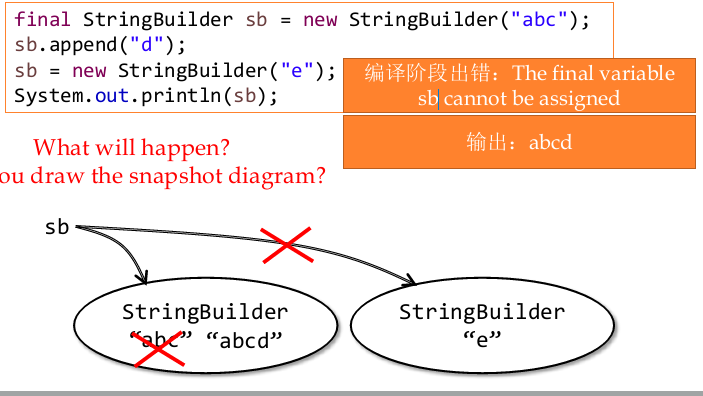 final StringBuilder sb = new StringBuilder("abc");
sb.append("d");
sb = new StringBuilder("e");
System.out.println(sb);
编译阶段出错：The final variable
sb cannot be assigned
输出：abcd
What will happen?
ou draw the snapshot diagram?
sb
StringBuilder
“abc” “abcd”
StringBuilder
“e”